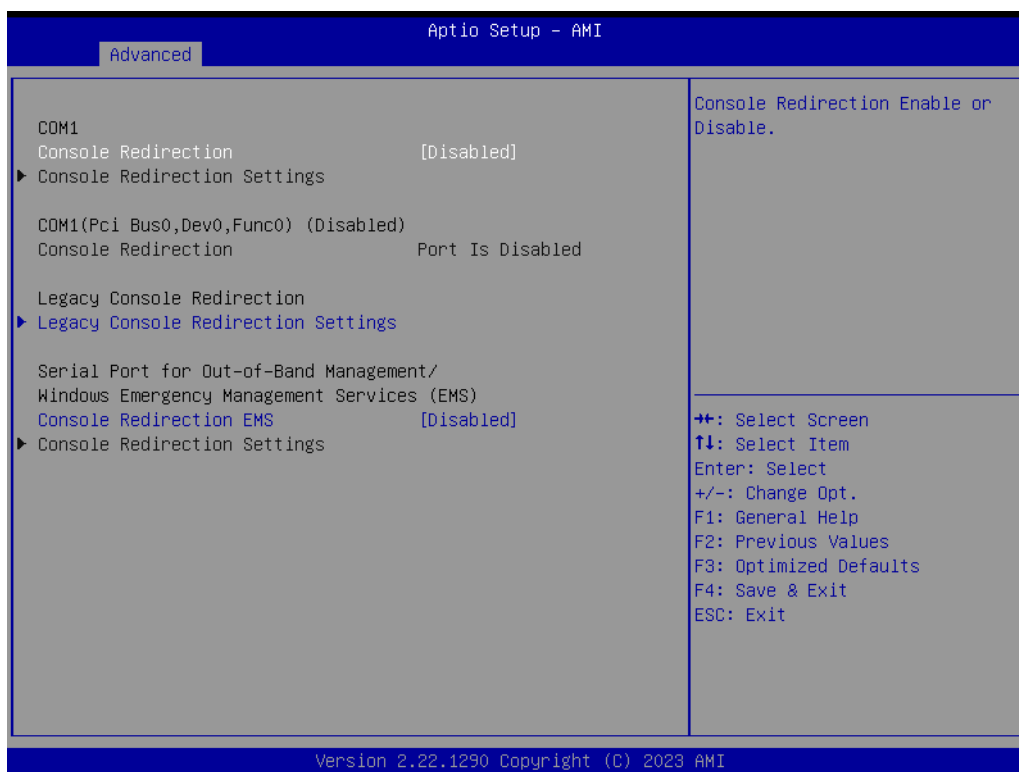 Aptio Setup – AMI
Advanced
COM1
Console Redirection [Disabled]
▶ Console Redirection Settings
COM1(Pci Bus0,Dev0,Func0) (Disabled)
Console Redirection Port Is Disabled
Legacy Console Redirection
▶ Legacy Console Redirection Settings
Serial Port for Out-of-Band Management/
Windows Emergency Management Services (EMS)
Console Redirection EMS [Disabled]
▶ Console Redirection Settings
Console Redirection Enable or
Disable.
→←: Select Screen
↑↓: Select Item
Enter: Select
+/-: Change Opt.
F1: General Help
F2: Previous Values
F3: Optimized Defaults
F4: Save & Exit
ESC: Exit
Version 2.22.1290 Copyright (C) 2023 AMI